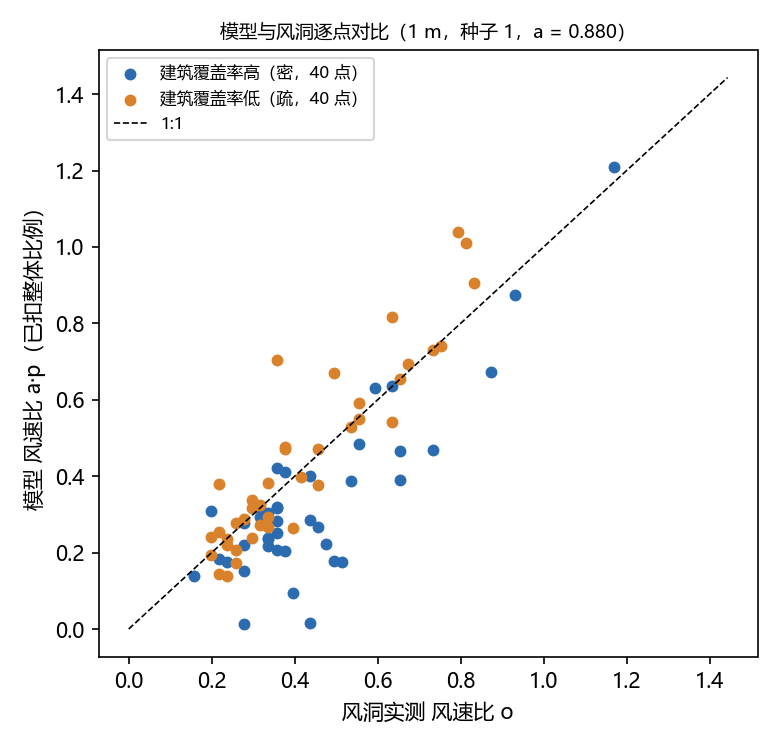 模型与风洞逐点对比（1 m，种子 1，a = 0.880）
建筑覆盖率高（密，40 点）
建筑覆盖率低（疏，40 点）
1:1
模型 风速比 a·p（已扣整体比例）
1.4
1.2
1.0
0.8
0.6
0.4
0.2
0.0
0.0 0.2 0.4 0.6 0.8 1.0 1.2 1.4
风洞实测 风速比 o